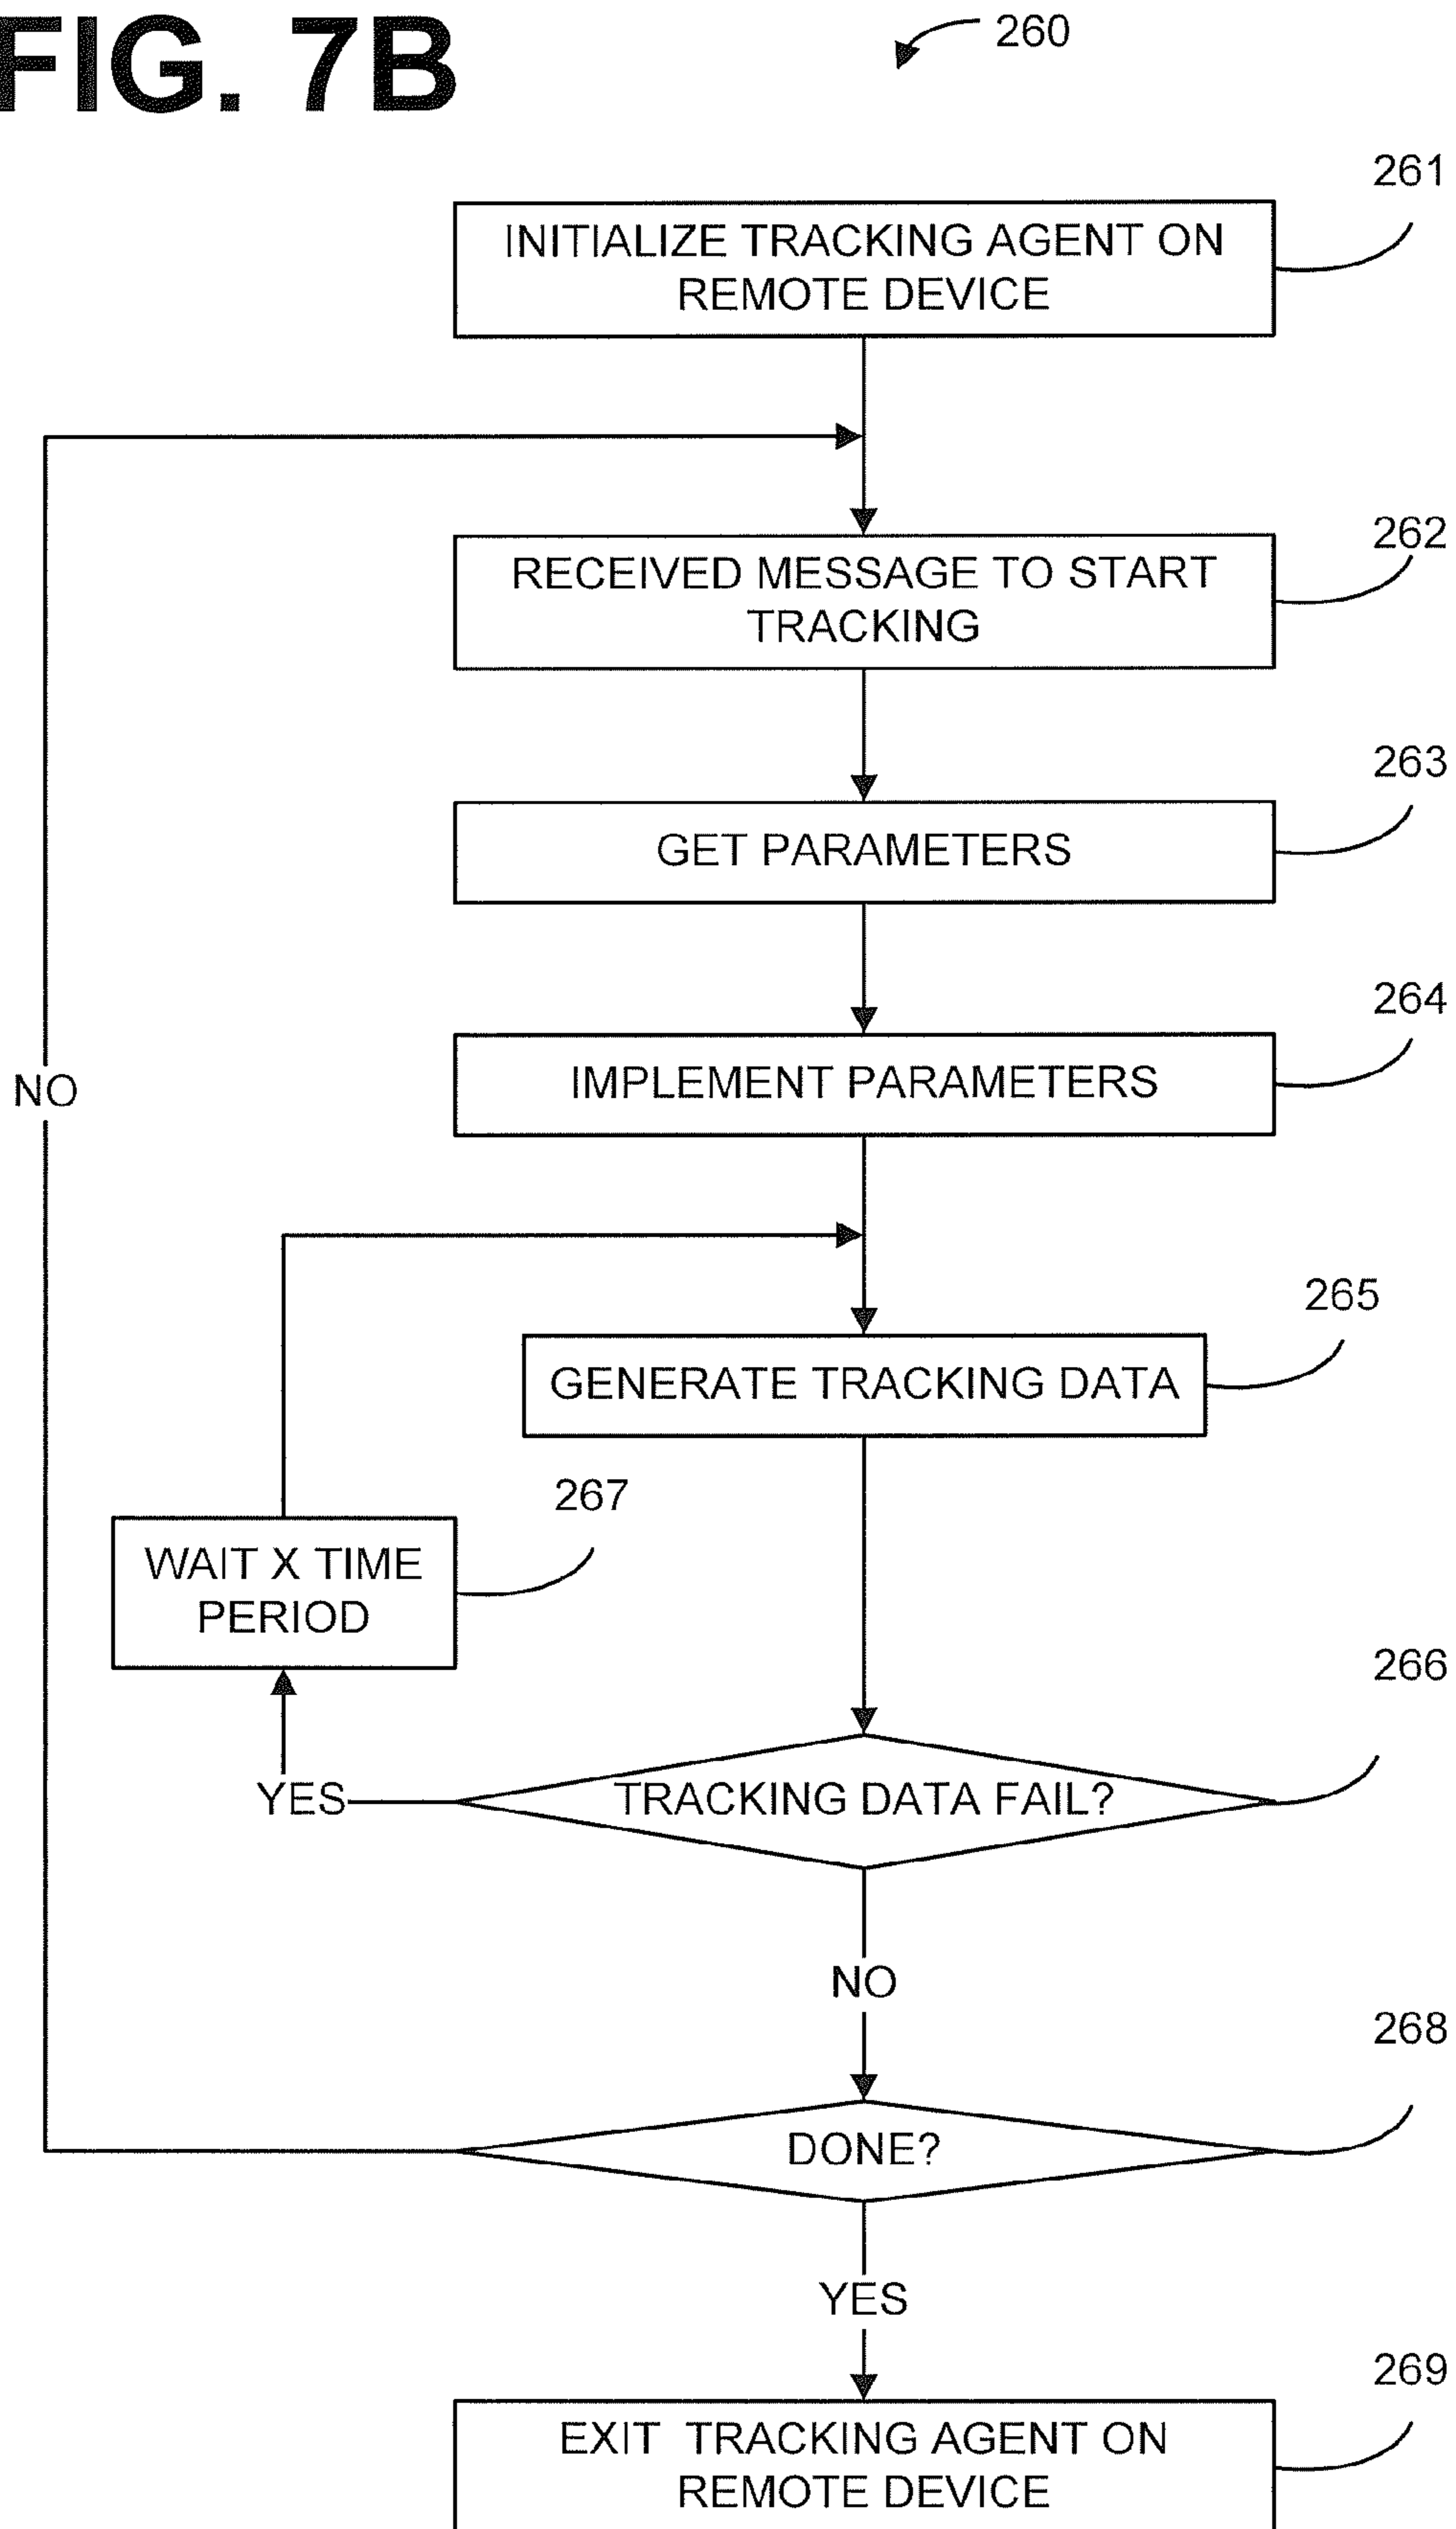 FIG. 7B
260
261
INITIALIZE TRACKING AGENT ON
REMOTE DEVICE
262
RECEIVED MESSAGE TO START
TRACKING
263
GET PARAMETERS
264
IMPLEMENT PARAMETERS
NO
265
GENERATE TRACKING DATA
267
WAIT X TIME
PERIOD
266
TRACKING DATA FAIL?
YES
NO
268
DONE?
YES
269
EXIT TRACKING AGENT ON
REMOTE DEVICE